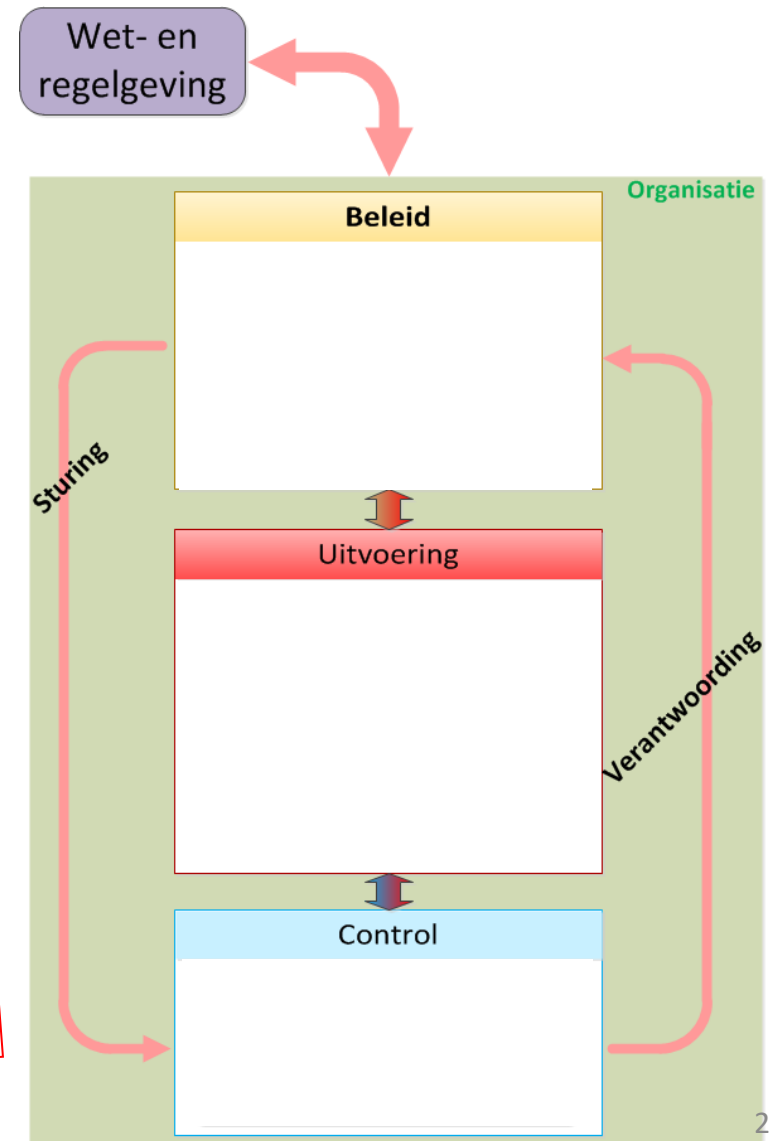 Wet- en
regelgeving
Organisatie
Beleid
Sturing
Uitvoering
Verantwoording
Control
2